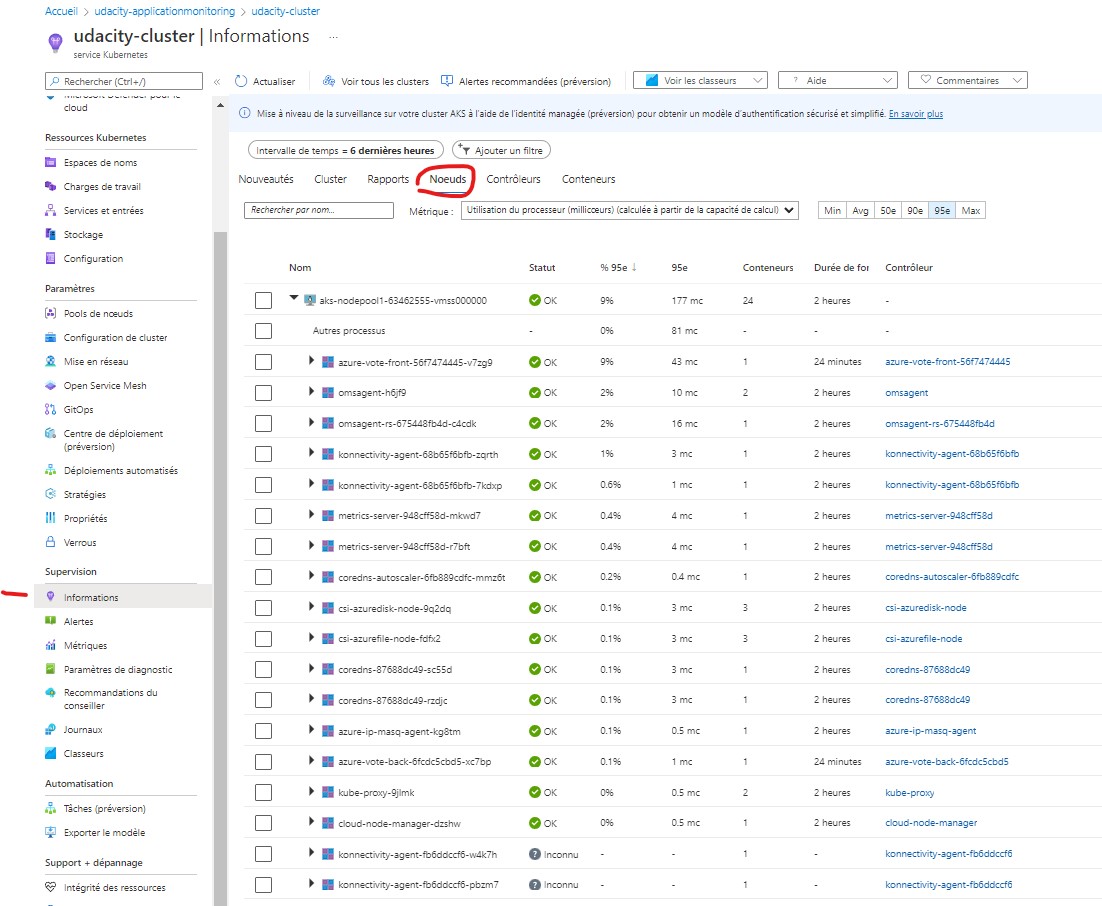 Accueil > udacity-applicationmonitoring > udacity-cluster
udacity-cluster | Informations ...
service Kubernetes
Rechercher (Ctrl+/) «
Actualiser Voir tous les clusters Alertes recommandées (préversion) Voir les classeurs ? Aide Commentaires
cloud
Ressources Kubernetes
Espaces de noms
Charges de travail
Services et entrées
Stockage
Configuration
Paramètres
Pools de nœuds
Configuration de cluster
Mise en réseau
Open Service Mesh
GitOps
Centre de déploiement
(préversion)
Déploiements automatisés
Stratégies
Propriétés
Verrous
Supervision
Informations
Alertes
Métriques
Paramètres de diagnostic
Recommandations du
conseiller
Journaux
Classeurs
Automatisation
Tâches (préversion)
Exporter le modèle
Support + dépannage
Intégrité des ressources
Mise à niveau de la surveillance sur votre cluster AKS à l'aide de l'identité managée (préversion) pour obtenir un modèle d'authentification sécurisé et simplifié. En savoir plus
Intervalle de temps = 6 dernières heures Ajouter un filtre
Nouveautés Cluster Rapports Noeuds Contrôleurs Conteneurs
Rechercher par nom... Métrique : Utilisation du processeur (millicœurs) (calculée à partir de la capacité de calcul) Min Avg 50e 90e 95e Max
Nom Statut % 95e ↓ 95e Conteneurs Durée de for Contrôleur
aks-nodepool1-63462555-vmss000000 OK 9% 177 mc 24 2 heures -
Autres processus - 0% 81 mc - - -
azure-vote-front-56f7474445-v7zg9 OK 9% 43 mc 1 24 minutes azure-vote-front-56f7474445
omsagent-h6jf9 OK 2% 10 mc 2 2 heures omsagent
omsagent-rs-675448fb4d-c4cdk OK 2% 16 mc 1 2 heures omsagent-rs-675448fb4d
konnectivity-agent-68b65f6bfb-zqrth OK 1% 3 mc 1 2 heures konnectivity-agent-68b65f6bfb
konnectivity-agent-68b65f6bfb-7kdxp OK 0.6% 1 mc 1 2 heures konnectivity-agent-68b65f6bfb
metrics-server-948cff58d-mkwd7 OK 0.4% 4 mc 1 2 heures metrics-server-948cff58d
metrics-server-948cff58d-r7bft OK 0.4% 4 mc 1 2 heures metrics-server-948cff58d
coredns-autoscaler-6fb889cdfc-mmz6t OK 0.2% 0.4 mc 1 2 heures coredns-autoscaler-6fb889cdfc
csi-azuredisk-node-9q2dq OK 0.1% 3 mc 3 2 heures csi-azuredisk-node
csi-azurefile-node-fdfx2 OK 0.1% 3 mc 3 2 heures csi-azurefile-node
coredns-87688dc49-sc55d OK 0.1% 3 mc 1 2 heures coredns-87688dc49
coredns-87688dc49-rzdjc OK 0.1% 3 mc 1 2 heures coredns-87688dc49
azure-ip-masq-agent-kg8tm OK 0.1% 0.5 mc 1 2 heures azure-ip-masq-agent
azure-vote-back-6fcdc5cbd5-xc7bp OK 0.1% 1 mc 1 24 minutes azure-vote-back-6fcdc5cbd5
kube-proxy-9jlmk OK 0% 0.5 mc 2 2 heures kube-proxy
cloud-node-manager-dzshw OK 0% 0.5 mc 1 2 heures cloud-node-manager
konnectivity-agent-fb6ddccf6-w4k7h Inconnu - - 1 - konnectivity-agent-fb6ddccf6
konnectivity-agent-fb6ddccf6-pbzm7 Inconnu - - 1 - konnectivity-agent-fb6ddccf6